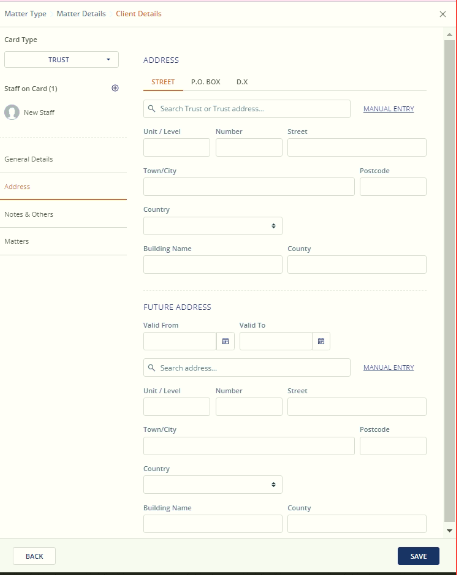 Matter Type Matter Details Client Details
Card Type
TRUST
Staff on Card (1)
New Staff
General Details
Address
Notes & Others
Matters
ADDRESS
STREET P.O. BOX D.X
Search Trust or Trust address... MANUAL ENTRY
Unit / Level Number Street
Town/City Postcode
Country
Building Name County
FUTURE ADDRESS
Valid From Valid To
Search address... MANUAL ENTRY
Unit / Level Number Street
Town/City Postcode
Country
Building Name County
BACK SAVE